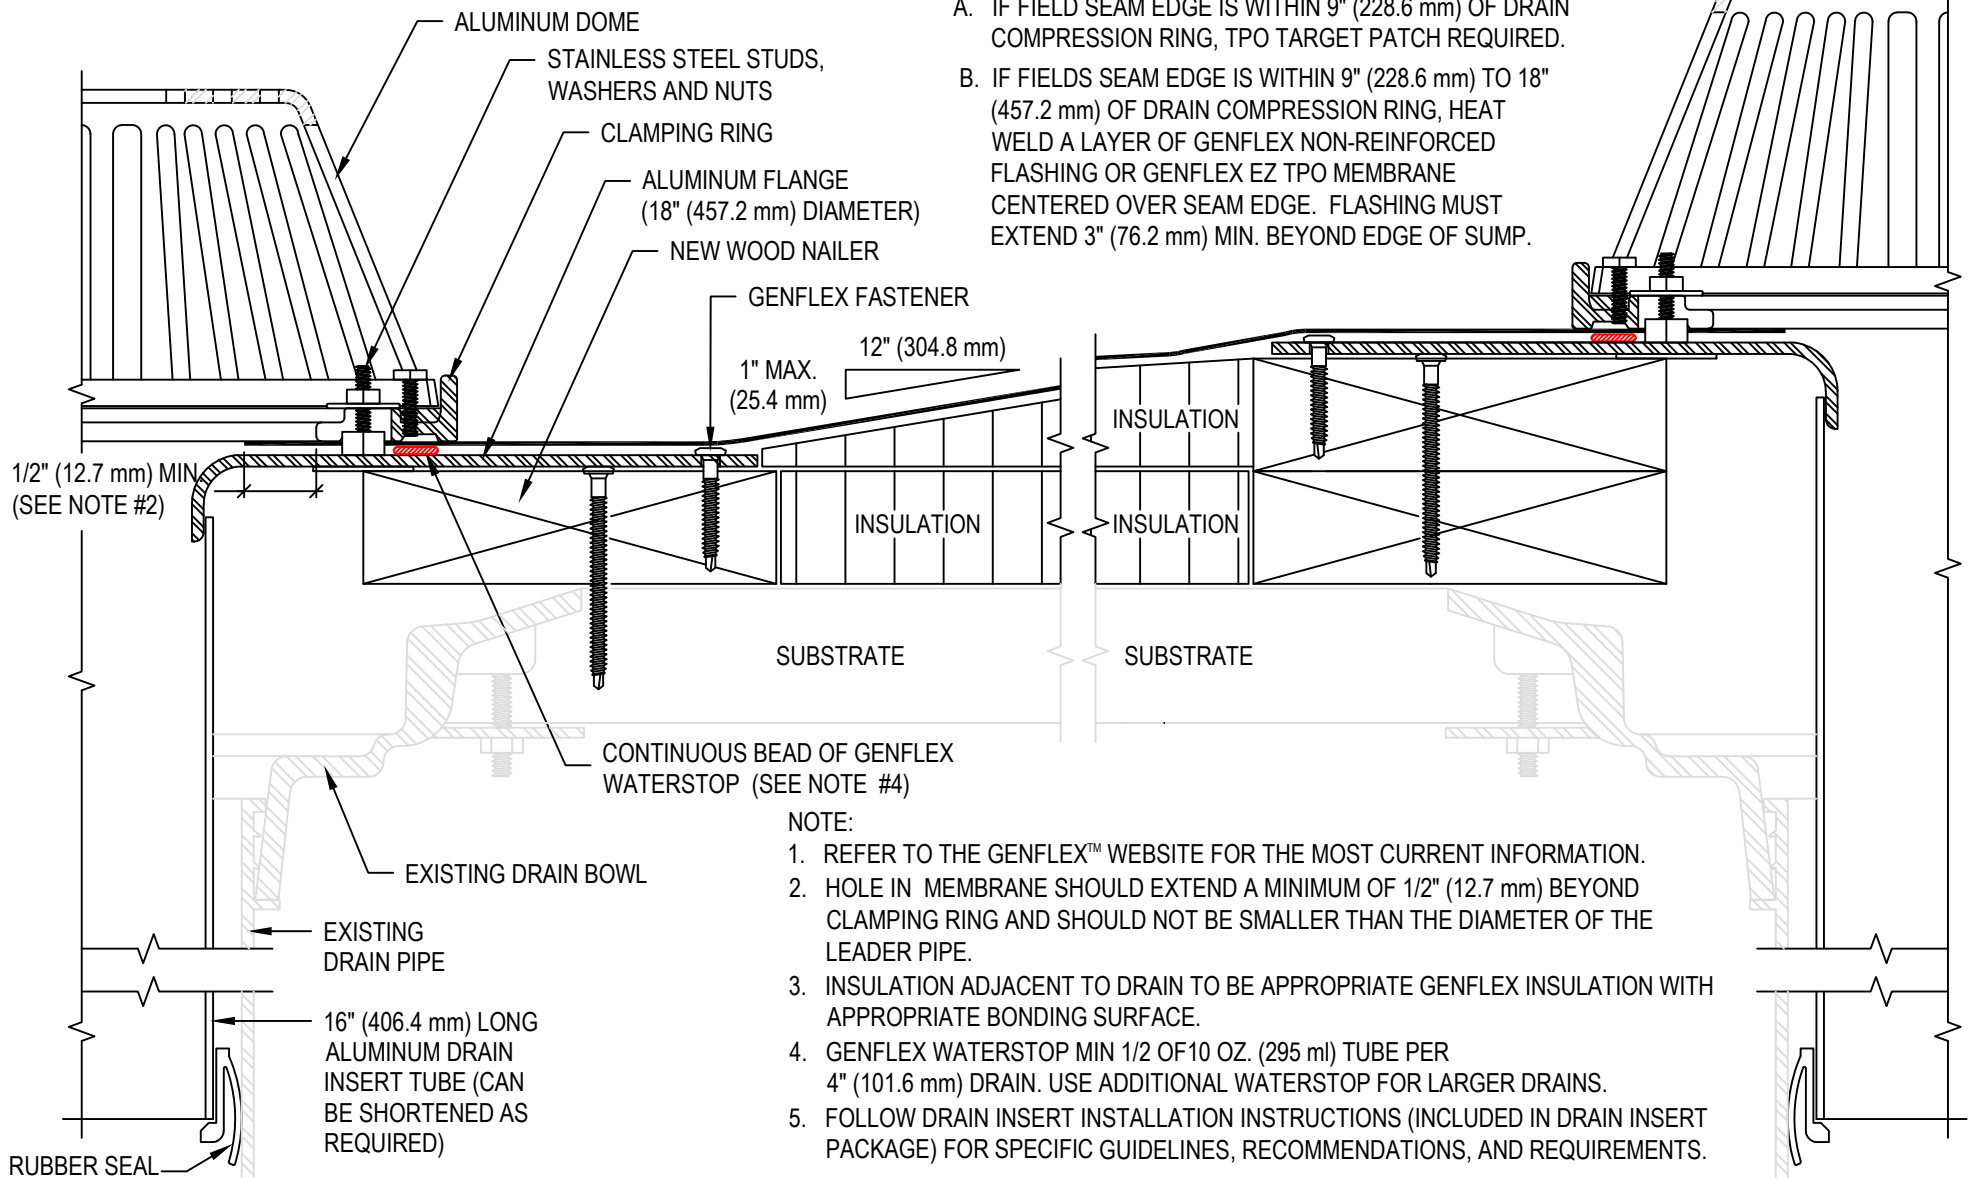 ALUMINUM DOME
STAINLESS STEEL STUDS,
WASHERS AND NUTS
CLAMPING RING
ALUMINUM FLANGE
(18" (457.2 mm) DIAMETER)
NEW WOOD NAILER
GENFLEX FASTENER
A. IF FIELD SEAM EDGE IS WITHIN 9" (228.6 mm) OF DRAIN
COMPRESSION RING, TPO TARGET PATCH REQUIRED.
B. IF FIELDS SEAM EDGE IS WITHIN 9" (228.6 mm) TO 18"
(457.2 mm) OF DRAIN COMPRESSION RING, HEAT
WELD A LAYER OF GENFLEX NON-REINFORCED
FLASHING OR GENFLEX EZ TPO MEMBRANE
CENTERED OVER SEAM EDGE. FLASHING MUST
EXTEND 3" (76.2 mm) MIN. BEYOND EDGE OF SUMP.
12" (304.8 mm)
1" MAX.
(25.4 mm)
1/2" (12.7 mm) MIN
(SEE NOTE #2)
INSULATION
INSULATION
INSULATION
SUBSTRATE
SUBSTRATE
CONTINUOUS BEAD OF GENFLEX
WATERSTOP (SEE NOTE #4)
EXISTING DRAIN BOWL
EXISTING
DRAIN PIPE
16" (406.4 mm) LONG
ALUMINUM DRAIN
INSERT TUBE (CAN
BE SHORTENED AS
REQUIRED)
RUBBER SEAL
NOTE:
1. REFER TO THE GENFLEX™ WEBSITE FOR THE MOST CURRENT INFORMATION.
2. HOLE IN MEMBRANE SHOULD EXTEND A MINIMUM OF 1/2" (12.7 mm) BEYOND
CLAMPING RING AND SHOULD NOT BE SMALLER THAN THE DIAMETER OF THE
LEADER PIPE.
3. INSULATION ADJACENT TO DRAIN TO BE APPROPRIATE GENFLEX INSULATION WITH
APPROPRIATE BONDING SURFACE.
4. GENFLEX WATERSTOP MIN 1/2 OF10 OZ. (295 ml) TUBE PER
4" (101.6 mm) DRAIN. USE ADDITIONAL WATERSTOP FOR LARGER DRAINS.
5. FOLLOW DRAIN INSERT INSTALLATION INSTRUCTIONS (INCLUDED IN DRAIN INSERT
PACKAGE) FOR SPECIFIC GUIDELINES, RECOMMENDATIONS, AND REQUIREMENTS.